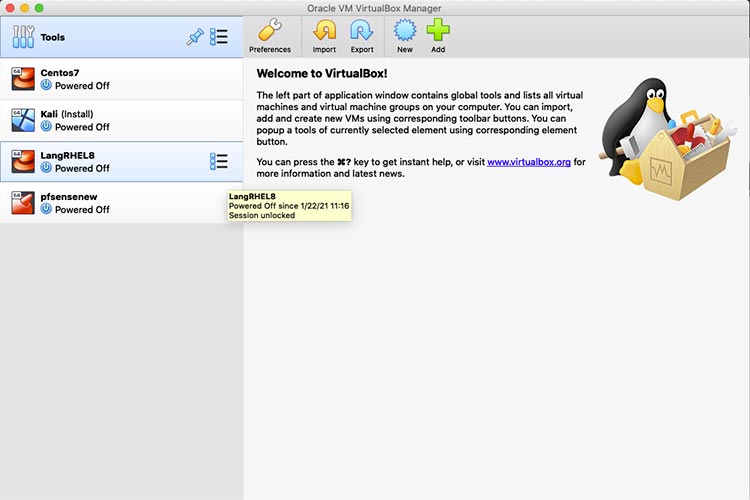 Oracle VM VirtualBox Manager
Tools
Preferences
Import
Export
New
Add
64
Centos7
Powered Off
64
Kali (Install)
Powered Off
64
LangRHEL8
Powered Off
64
pfsensenew
Powered Off
LangRHEL8
Powered Off since 1/22/21 11:16
Session unlocked
Welcome to VirtualBox!
The left part of application window contains global tools and lists all virtual
machines and virtual machine groups on your computer. You can import,
add and create new VMs using corresponding toolbar buttons. You can
popup a tools of currently selected element using corresponding element
button.
You can press the ⌘? key to get instant help, or visit www.virtualbox.org for
more information and latest news.